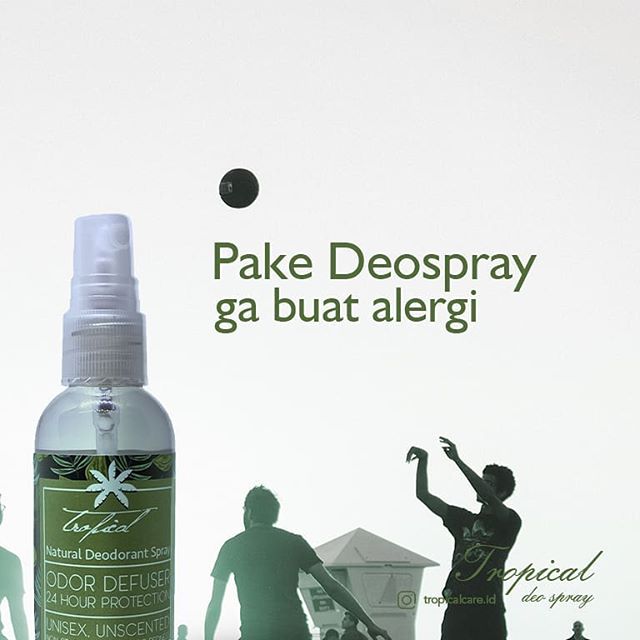 Pake Deospray
ga buat alergi
Tropical
Natural Deodorant Spray
ODOR DEFUSER
24 HOUR PROTECTION
UNISEX, UNSCENTED
Tropical
deo spray
tropicalcare.id